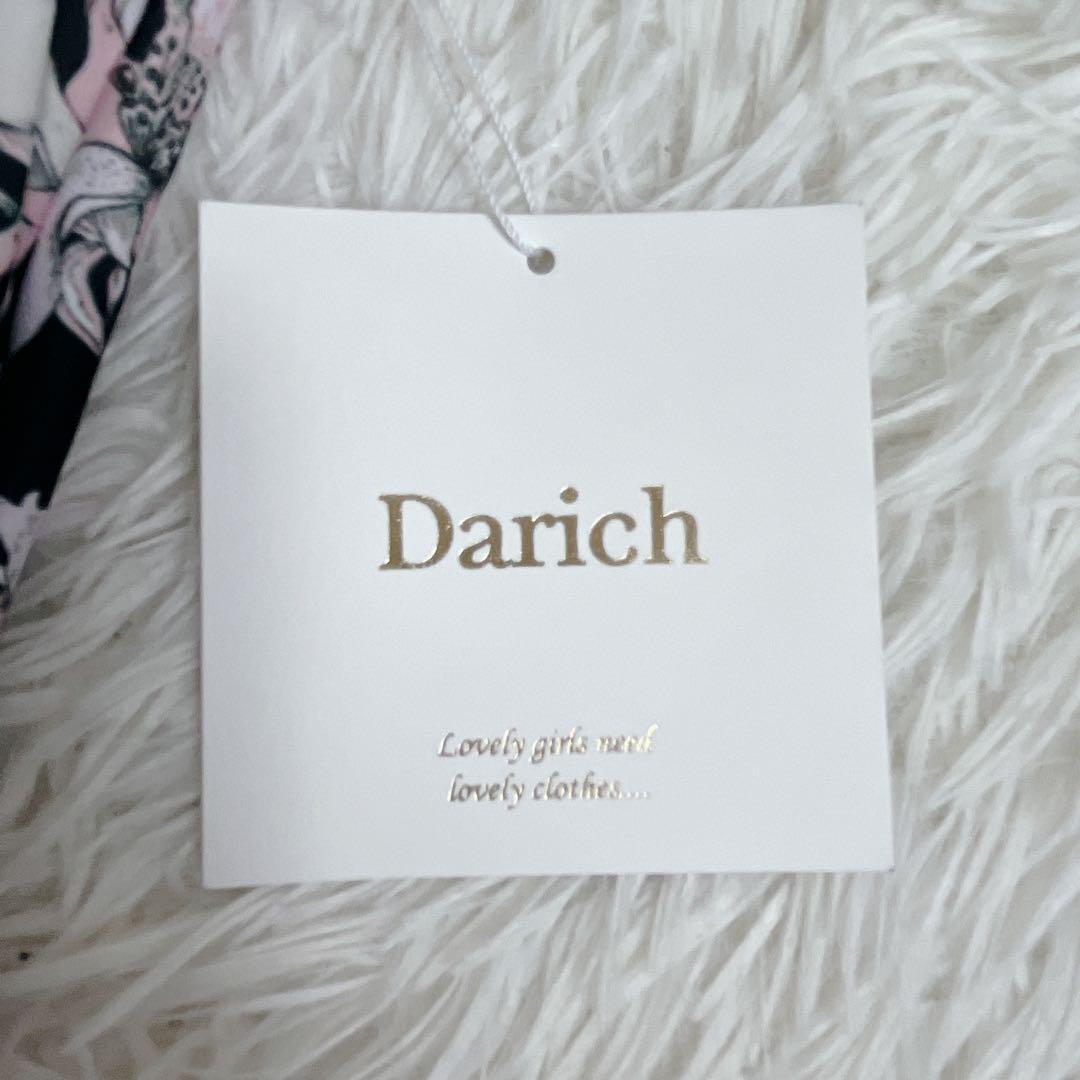 Darich
Lovely girls need
lovely clothes....